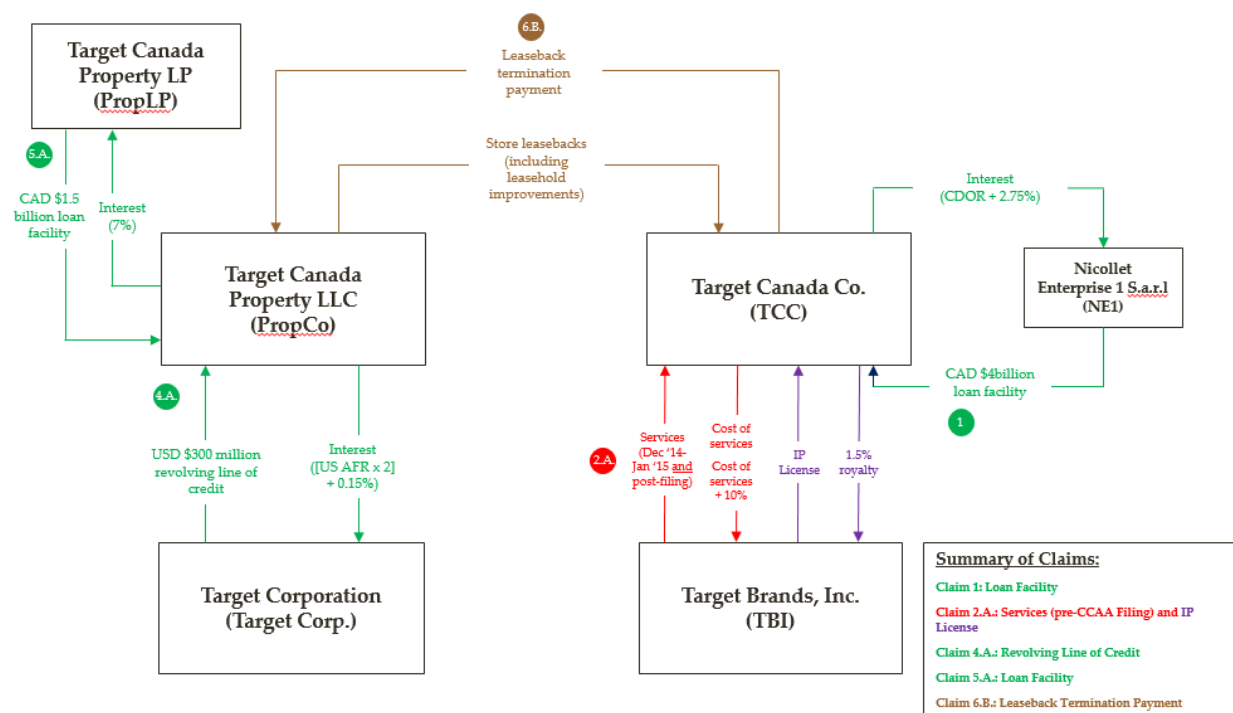 6.B.
Leaseback
termination
payment
Target Canada
Property LP
(PropLP)
5.A.
CAD $1.5
billion loan
facility
Interest
(7%)
Store leasebacks
(including
leasehold
improvements)
Interest
(CDOR + 2.75%)
Target Canada
Property LLC
(PropCo)
Target Canada Co.
(TCC)
Nicollet
Enterprise 1 S.a.r.l
(NE1)
CAD $4billion
loan facility
1
4.A.
USD $300 million
revolving line of
credit
Interest
([US AFR x 2]
+ 0.15%)
2.A.
Services
(Dec ‘14-
Jan ‘15 and
post-filing)
Cost of
services
Cost of
services
+ 10%
IP
License
1.5%
royalty
Target Corporation
(Target Corp.)
Target Brands, Inc.
(TBI)
Summary of Claims:
Claim 1: Loan Facility
Claim 2.A.: Services (pre-CCAA Filing) and IP
License
Claim 4.A.: Revolving Line of Credit
Claim 5.A.: Loan Facility
Claim 6.B.: Leaseback Termination Payment